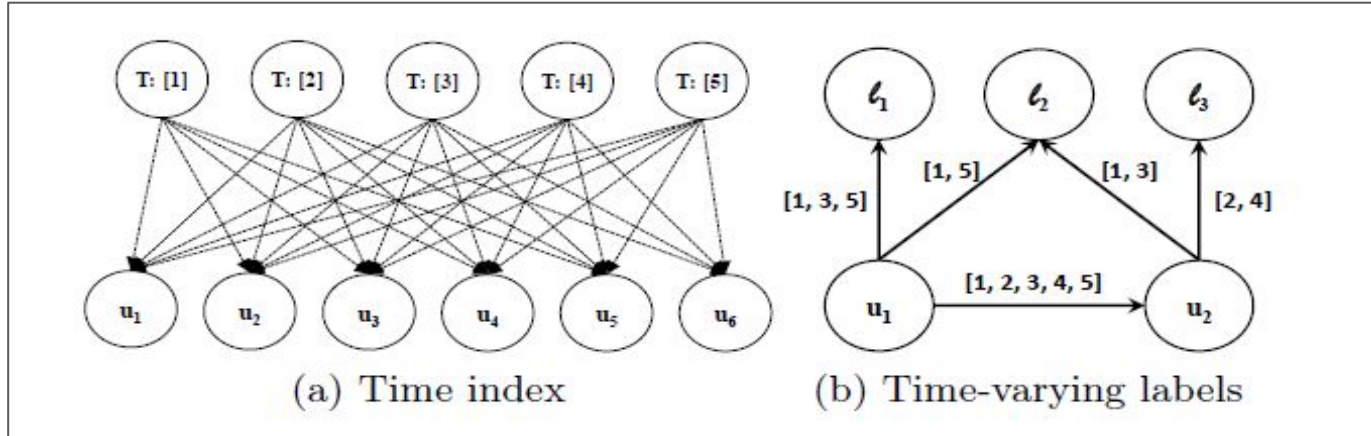 T: [1] T: [2] T: [3] T: [4] T: [5]
u₁ u₂ u₃ u₄ u₅ u₆
(a) Time index
ℓ₁ ℓ₂ ℓ₃
[1, 5] [1, 3]
[1, 3, 5] [2, 4]
[1, 2, 3, 4, 5]
u₁ u₂
(b) Time-varying labels